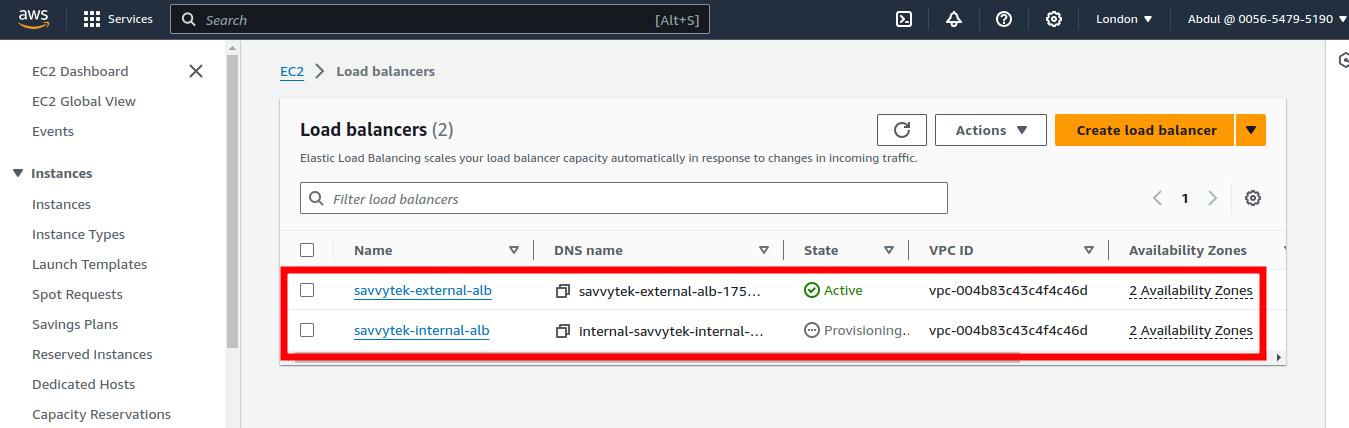 aws Services Search [Alt+S] London Abdul @ 0056-5479-5190
EC2 Dashboard
EC2 Global View
Events
Instances
Instances
Instance Types
Launch Templates
Spot Requests
Savings Plans
Reserved Instances
Dedicated Hosts
Capacity Reservations
EC2 Load balancers
Load balancers (2) Actions Create load balancer
Elastic Load Balancing scales your load balancer capacity automatically in response to changes in incoming traffic.
Filter load balancers 1
Name DNS name State VPC ID Availability Zones
savvytek-external-alb savvytek-external-alb-175... Active vpc-004b83c43c4f4c46d 2 Availability Zones
savvytek-internal-alb internal-savvytek-internal-... Provisioning.. vpc-004b83c43c4f4c46d 2 Availability Zones